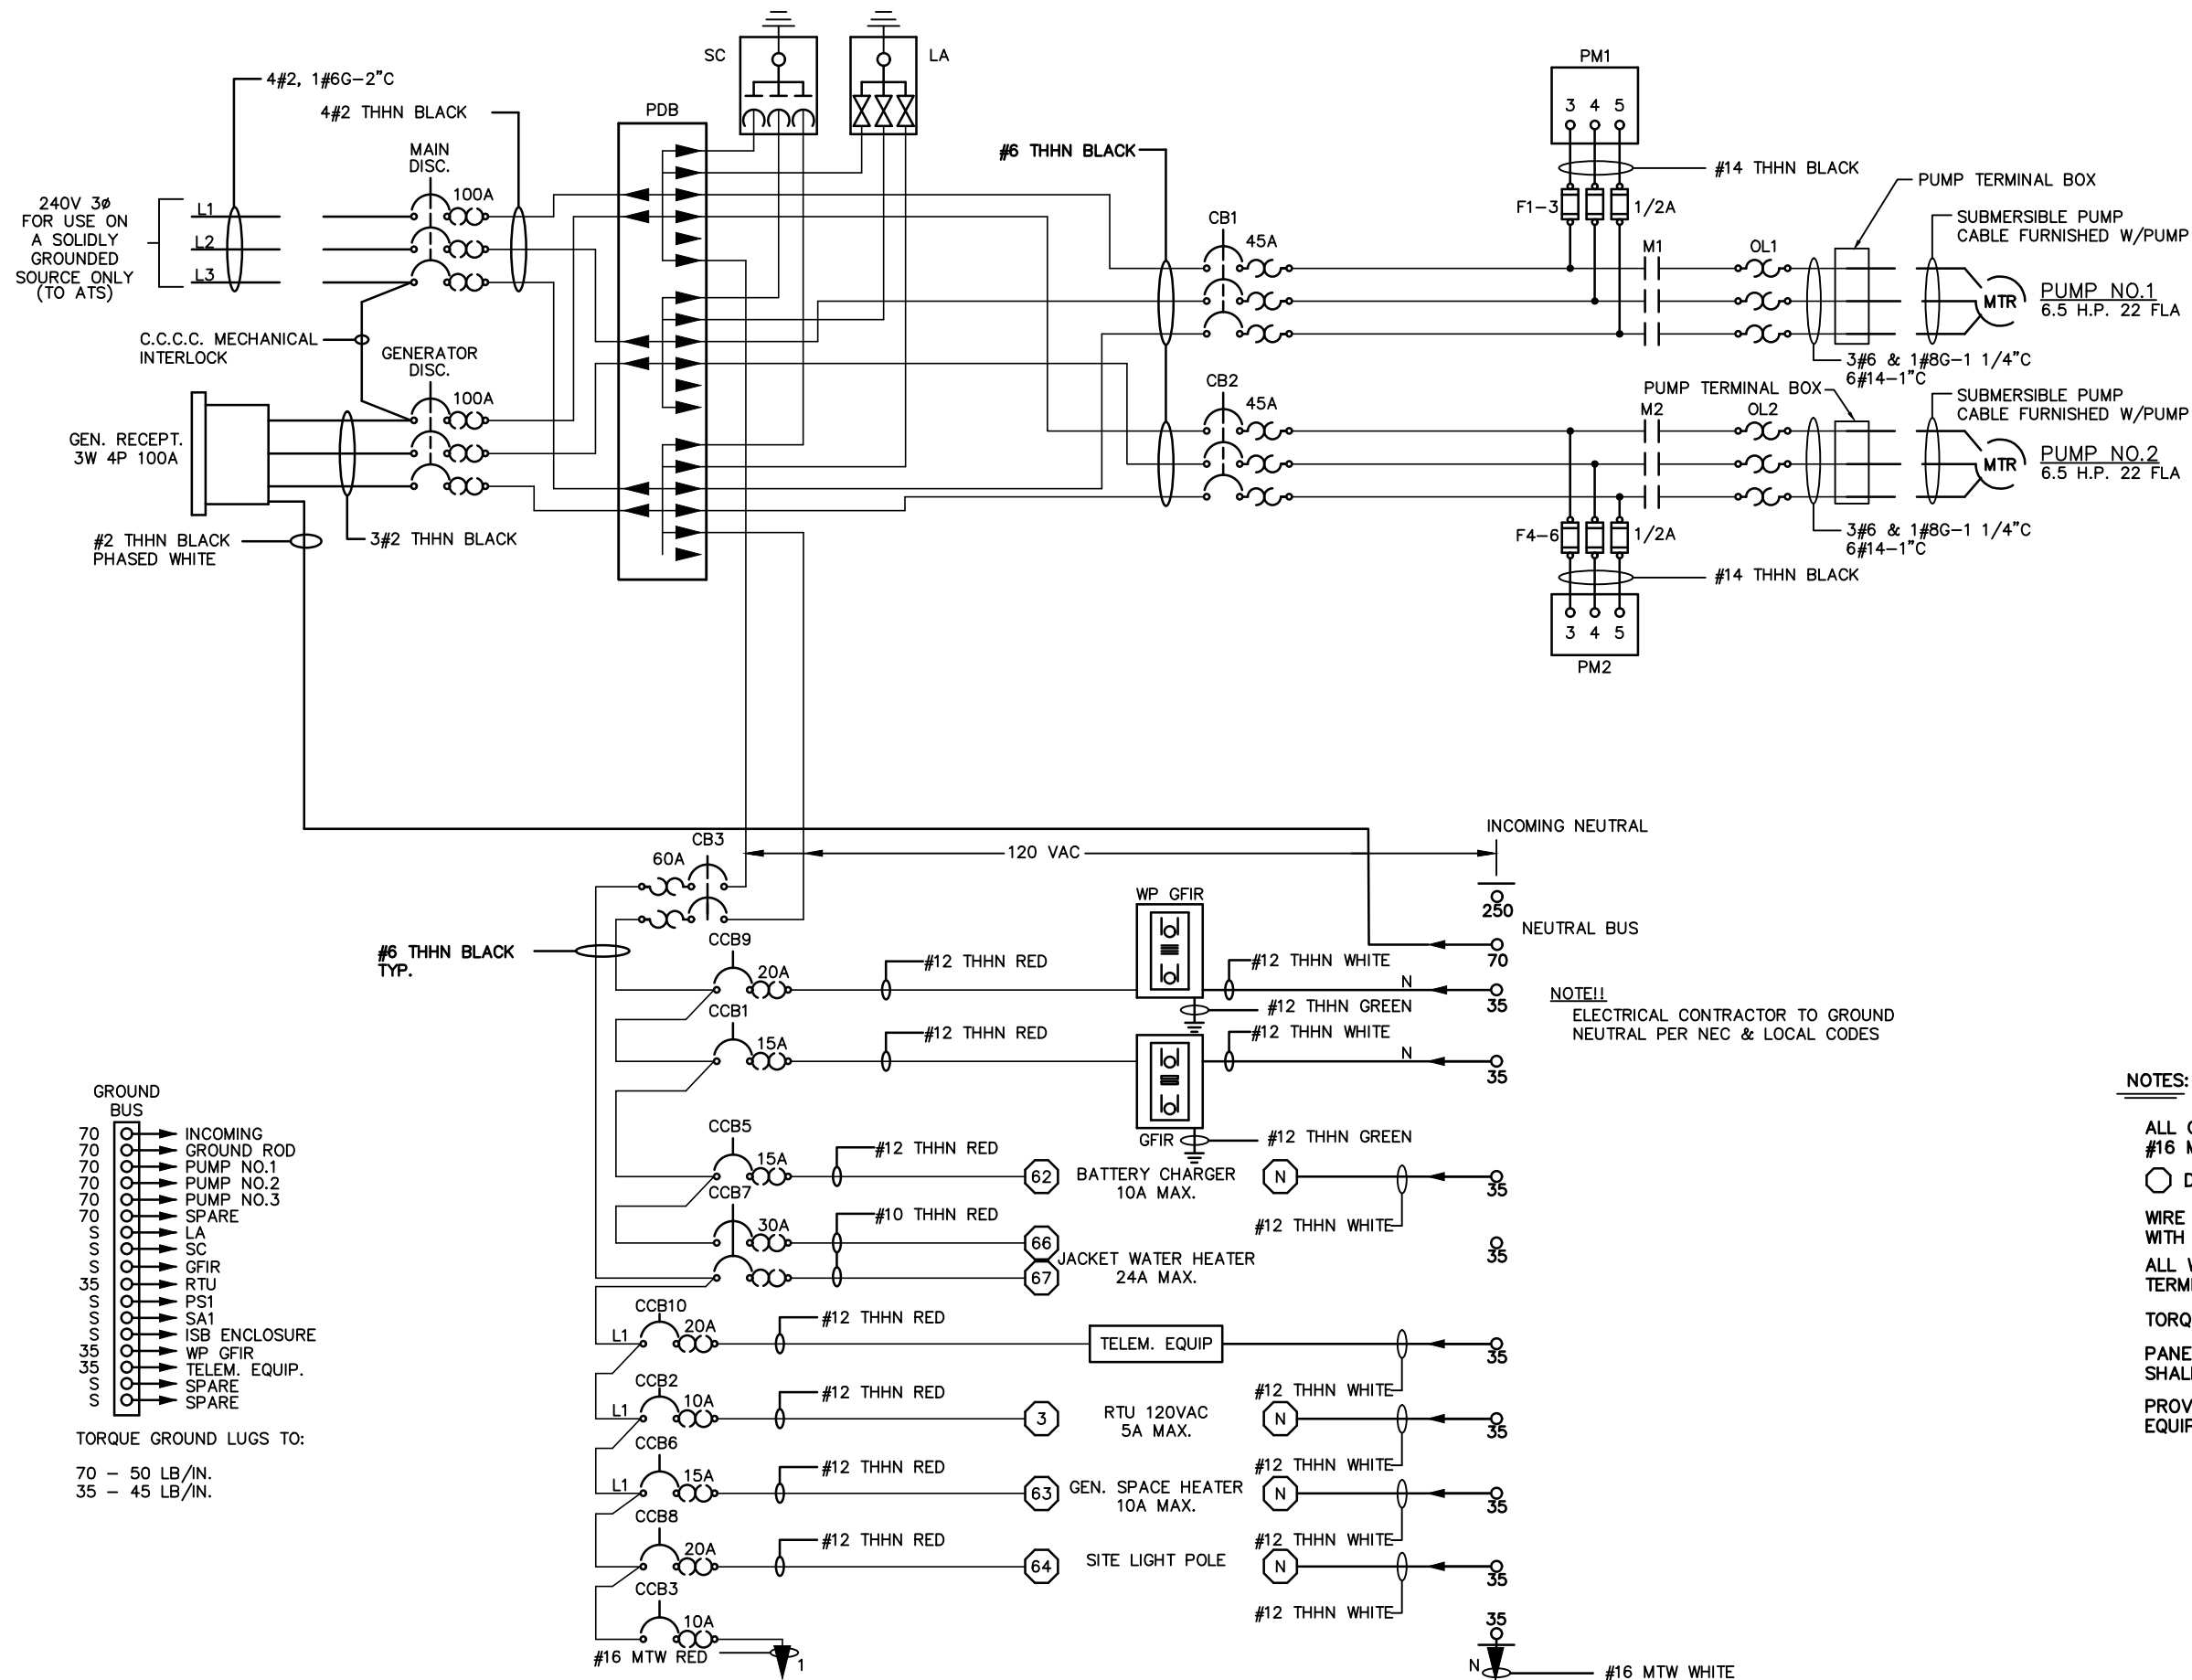 SC
LA
4#2, 1#6G-2"C
4#2 THHN BLACK
PDB
MAIN
DISC.
100A
240V 3ø
FOR USE ON
A SOLIDLY
GROUNDED
SOURCE ONLY
(TO ATS)
L1
L2
L3
C.C.C.C. MECHANICAL
INTERLOCK
GENERATOR
DISC.
100A
GEN. RECEPT.
3W 4P 100A
#2 THHN BLACK
PHASED WHITE
3#2 THHN BLACK
#6 THHN BLACK
CB1
45A
CB2
45A
PM1
3 4 5
#14 THHN BLACK
F1-3
1/2A
M1
OL1
PUMP TERMINAL BOX
SUBMERSIBLE PUMP
CABLE FURNISHED W/PUMP
MTR
PUMP NO.1
6.5 H.P. 22 FLA
3#6 & 1#8G-1 1/4"C
6#14-1"C
PUMP TERMINAL BOX
M2
OL2
SUBMERSIBLE PUMP
CABLE FURNISHED W/PUMP
MTR
PUMP NO.2
6.5 H.P. 22 FLA
3#6 & 1#8G-1 1/4"C
6#14-1"C
F4-6
1/2A
#14 THHN BLACK
3 4 5
PM2
INCOMING NEUTRAL
120 VAC
CB3
60A
250
NEUTRAL BUS
70
#6 THHN BLACK
TYP.
WP GFIR
CCB9
20A
#12 THHN RED
#12 THHN WHITE
N
35
#12 THHN GREEN
NOTE!!
ELECTRICAL CONTRACTOR TO GROUND
NEUTRAL PER NEC & LOCAL CODES
CCB1
15A
#12 THHN RED
#12 THHN WHITE
N
35
GFIR
#12 THHN GREEN
CCB5
15A
#12 THHN RED
62
BATTERY CHARGER
10A MAX.
N
35
#12 THHN WHITE
CCB7
30A
#10 THHN RED
66
67
JACKET WATER HEATER
24A MAX.
35
CCB10
L1
20A
#12 THHN RED
TELEM. EQUIP
35
#12 THHN WHITE
CCB2
L1
10A
#12 THHN RED
3
RTU 120VAC
5A MAX.
N
35
#12 THHN WHITE
CCB6
L1
15A
#12 THHN RED
63
GEN. SPACE HEATER
10A MAX.
N
35
#12 THHN WHITE
CCB8
20A
#12 THHN RED
64
SITE LIGHT POLE
N
35
#12 THHN WHITE
CCB3
10A
#16 MTW RED
1
35
N
#16 MTW WHITE
GROUND
BUS
70 INCOMING
70 GROUND ROD
70 PUMP NO.1
70 PUMP NO.2
70 PUMP NO.3
70 SPARE
S LA
S SC
S GFIR
35 RTU
S PS1
S SA1
S ISB ENCLOSURE
35 WP GFIR
35 TELEM. EQUIP.
S SPARE
S SPARE
TORQUE GROUND LUGS TO:
70 - 50 LB/IN.
35 - 45 LB/IN.
NOTES:
ALL
#16
WIRE
WITH
ALL